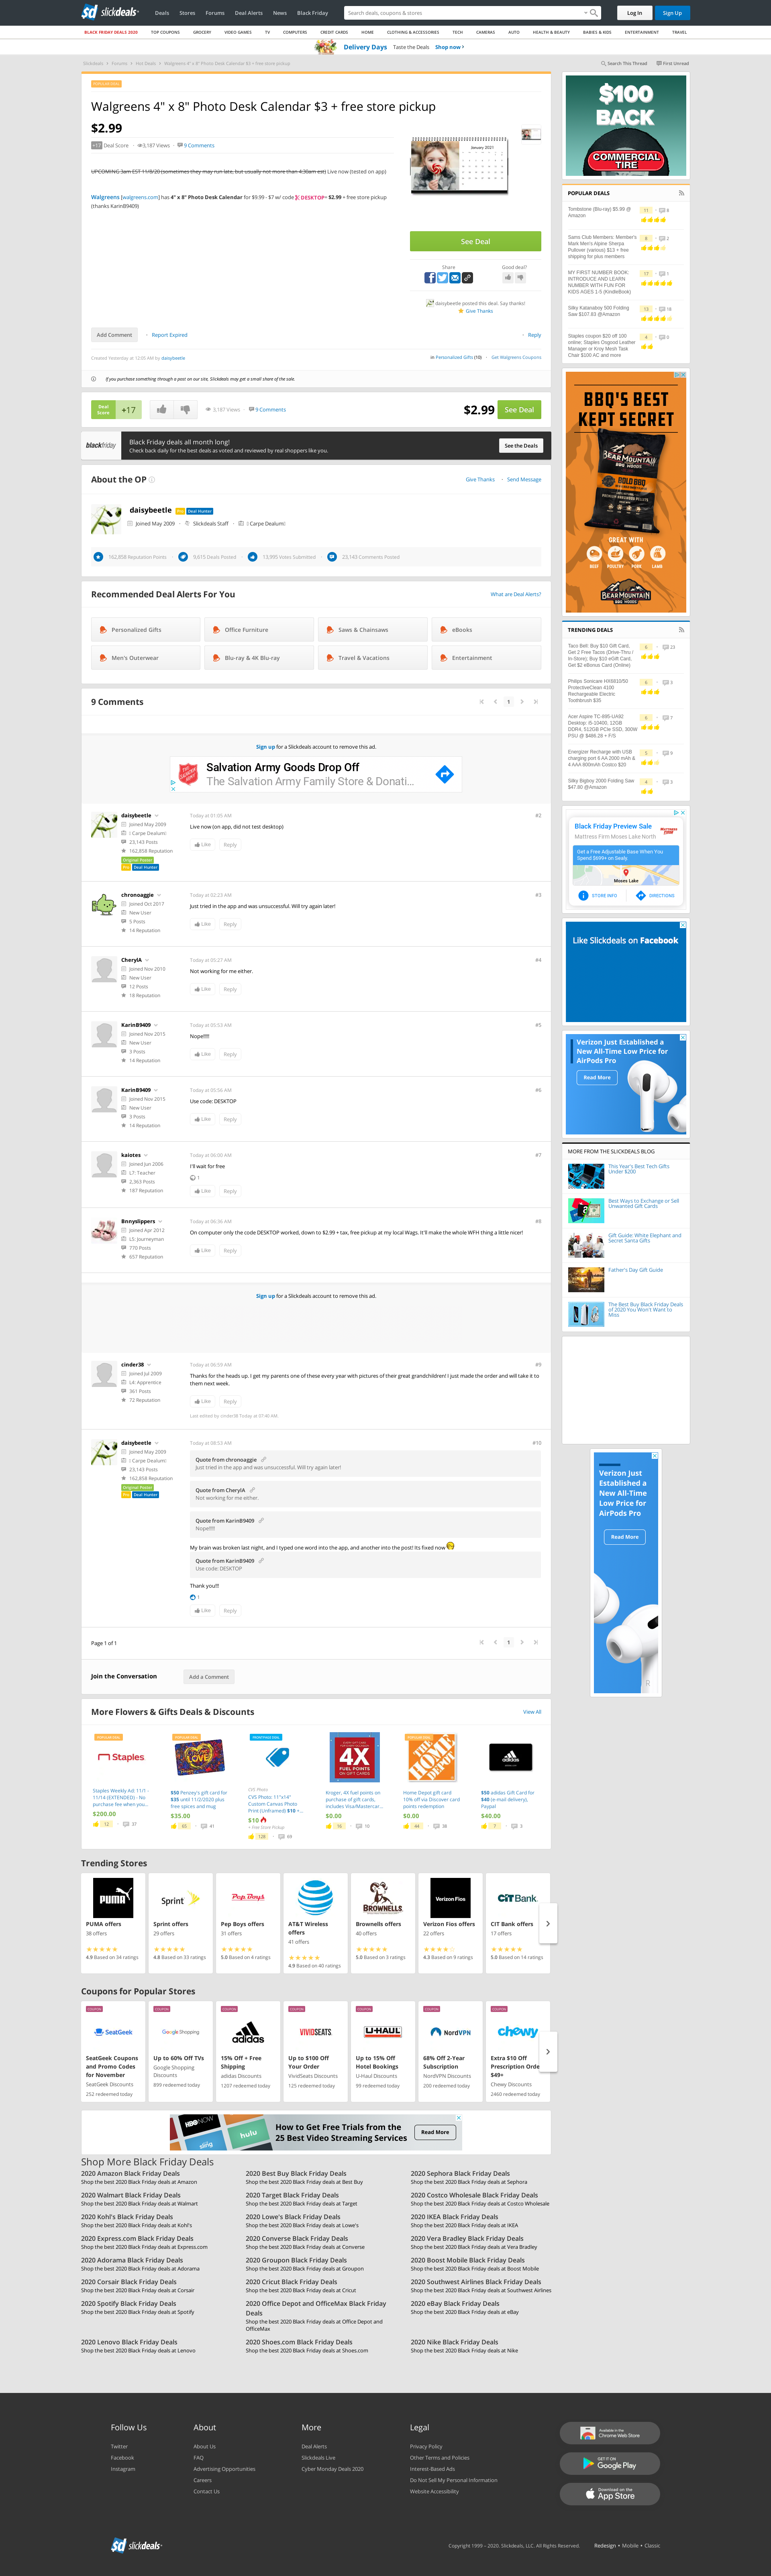 slickdeals
Deals
Stores
Forums
Deal Alerts
News
Black Friday
Search deals, coupons & stores
Log In
Sign Up
BLACK FRIDAY DEALS 2020
TOP COUPONS
GROCERY
VIDEO GAMES
TV
COMPUTERS
CREDIT CARDS
HOME
CLOTHING & ACCESSORIES
TECH
CAMERAS
AUTO
HEALTH & BEAUTY
BABIES & KIDS
ENTERTAINMENT
TRAVEL
Delivery Days Taste the Deals Shop now
Slickdeals > Forums > Hot Deals > Walgreens 4" x 8" Photo Desk Calendar $3 + free store pickup
Search This Thread
First Unread
Walgreens 4" x 8" Photo Desk Calendar $3 + free store pickup
$2.99
+17 Deal Score
3,187 Views
9 Comments
UPCOMING 3am EST 11/8/20 (sometimes they may run late, but usually not more than 4:30am est) Live now (tested on app)
Walgreens [walgreens.com] has 4" x 8" Photo Desk Calendar for $9.99 - $7 w/ code DESKTOP= $2.99 + free store pickup
(thanks KarinB9409)
January 2021
See Deal
Share
Good deal?
daisybeetle posted this deal. Say thanks!
Give Thanks
Add Comment
Report Expired
Reply
Created Yesterday at 12:05 AM by daisybeetle
Personalized Gifts (10)
Get Walgreens Coupons
If you purchase something through a post on our site, Slickdeals may get a small share of the sale.
Deal Score
+17
3,187 Views
9 Comments
$2.99
See Deal
blackfriday
Black Friday deals all month long!
Check back daily for the best deals as voted and reviewed by real shoppers like you.
See the Deals
About the OP
Give Thanks
Send Message
daisybeetle
Pro
Deal Hunter
Joined May 2009
Slickdeals Staff
Carpe Dealum
162,858 Reputation Points
9,615 Deals Posted
13,995 Votes Submitted
23,143 Comments Posted
Recommended Deal Alerts For You
What are Deal Alerts?
Personalized Gifts
Office Furniture
Saws & Chainsaws
eBooks
Men's Outerwear
Blu-ray & 4K Blu-ray
Travel & Vacations
Entertainment
9 Comments
1
Sign up for a Slickdeals account to remove this ad.
Salvation Army Goods Drop Off
The Salvation Army Family Store & Donati...
daisybeetle
Joined May 2009
Carpe Dealum
23,143 Posts
162,858 Reputation
Original Poster
Pro
Deal Hunter
Today at 01:05 AM
#2
Live now (on app, did not test desktop)
Like
Reply
chronoaggie
Joined Oct 2017
New User
5 Posts
14 Reputation
Today at 02:23 AM
#3
Just tried in the app and was unsuccessful. Will try again later!
Like
Reply
CherylA
Joined Nov 2010
New User
12 Posts
18 Reputation
Today at 05:27 AM
#4
Not working for me either.
Like
Reply
KarinB9409
Joined Nov 2015
New User
3 Posts
14 Reputation
Today at 05:53 AM
#5
Nope!!!!
Like
Reply
KarinB9409
Joined Nov 2015
New User
3 Posts
14 Reputation
Today at 05:56 AM
#6
Use code: DESKTOP
Like
Reply
kaiotes
Joined Jun 2006
L7: Teacher
2,363 Posts
187 Reputation
Today at 06:00 AM
#7
I'll wait for free
1
Like
Reply
Bnnyslippers
Joined Apr 2012
L5: Journeyman
770 Posts
657 Reputation
Today at 06:36 AM
#8
On computer only the code DESKTOP worked, down to $2.99 + tax, free pickup at my local Wags. It'll make the whole WFH thing a little nicer!
Like
Reply
Sign up for a Slickdeals account to remove this ad.
cinder38
Joined Jul 2009
L4: Apprentice
361 Posts
72 Reputation
Today at 06:59 AM
#9
Thanks for the heads up. I get my parents one of these every year with pictures of their great grandchildren! I just made the order and will take it to
them next week.
Like
Reply
Last edited by cinder38 Today at 07:40 AM
daisybeetle
Joined May 2009
Carpe Dealum
23,143 Posts
162,858 Reputation
Original Poster
Pro
Deal Hunter
Today at 08:53 AM
#10
Quote from chronoaggie
Just tried in the app and was unsuccessful. Will try again later!
Quote from CherylA
Not working for me either.
Quote from KarinB9409
Nope!!!!
My brain was broken last night, and I typed one word into the app, and another into the post! Its fixed now
Quote from KarinB9409
Use code: DESKTOP
Thank you!!!
1
Like
Reply
Page 1 of 1
1
Join the Conversation
Add a Comment
More Flowers & Gifts Deals & Discounts
View All
Staples
Staples Weekly Ad: 11/1 -
11/14 (EXTENDED) - No
purchase fee when you...
$200.00
12
37
$50 Penzey's gift card for
$35 until 11/2/2020 plus
free spices and mug
$35.00
65
41
CVS Photo
CVS Photo: 11"x14"
Custom Canvas Photo
Print (Unframed) $10 +...
$10
+ Free Store Pickup
128
69
4X
FUEL POINTS
ON GIFT CARDS
Kroger, 4X fuel points on
purchase of gift cards,
includes Visa/Mastercar...
$0.00
16
10
Home Depot gift card
10% off via Discover card
points redemption
$0.00
44
38
adidas
$50 adidas Gift Card for
$40 (e-mail delivery),
Paypal
$40.00
7
3
Trending Stores
PUMA
PUMA offers
38 offers
4.9 Based on 34 ratings
Sprint
Sprint offers
29 offers
4.8 Based on 33 ratings
Pep Boys
Pep Boys offers
31 offers
5.0 Based on 4 ratings
AT&T Wireless
offers
41 offers
4.9 Based on 40 ratings
BROWNELLS
Brownells offers
40 offers
5.0 Based on 3 ratings
Verizon Fios
Verizon Fios offers
22 offers
4.3 Based on 9 ratings
CIT BANK
CIT Bank offers
17 offers
5.0 Based on 14 ratings
Coupons for Popular Stores
COUPON
SeatGeek
SeatGeek Coupons
and Promo Codes
for November
SeatGeek Discounts
252 redeemed today
COUPON
Google Shopping
Up to 60% Off TVs
Google Shopping
Discounts
899 redeemed today
COUPON
adidas
15% Off + Free
Shipping
adidas Discounts
1207 redeemed today
COUPON
VIVIDSEATS
Up to $100 Off
Your Order
VividSeats Discounts
125 redeemed today
COUPON
U-HAUL
Up to 15% Off
Hotel Bookings
U-Haul Discounts
99 redeemed today
COUPON
NordVPN
68% Off 2-Year
Subscription
NordVPN Discounts
200 redeemed today
COUPON
chewy
Extra $10 Off
Prescription Orde
$49+
Chewy Discounts
2460 redeemed today
HBO NOW
sling
hulu
How to Get Free Trials from the
25 Best Video Streaming Services
Read More
Shop More Black Friday Deals
2020 Amazon Black Friday Deals
Shop the best 2020 Black Friday deals at Amazon
2020 Best Buy Black Friday Deals
Shop the best 2020 Black Friday deals at Best Buy
2020 Sephora Black Friday Deals
Shop the best 2020 Black Friday deals at Sephora
2020 Walmart Black Friday Deals
Shop the best 2020 Black Friday deals at Walmart
2020 Target Black Friday Deals
Shop the best 2020 Black Friday deals at Target
2020 Costco Wholesale Black Friday Deals
Shop the best 2020 Black Friday deals at Costco Wholesale
2020 Kohl's Black Friday Deals
Shop the best 2020 Black Friday deals at Kohl's
2020 Lowe's Black Friday Deals
Shop the best 2020 Black Friday deals at Lowe's
2020 IKEA Black Friday Deals
Shop the best 2020 Black Friday deals at IKEA
2020 Express.com Black Friday Deals
Shop the best 2020 Black Friday deals at Express.com
2020 Converse Black Friday Deals
Shop the best 2020 Black Friday deals at Converse
2020 Vera Bradley Black Friday Deals
Shop the best 2020 Black Friday deals at Vera Bradley
2020 Adorama Black Friday Deals
Shop the best 2020 Black Friday deals at Adorama
2020 Groupon Black Friday Deals
Shop the best 2020 Black Friday deals at Groupon
2020 Boost Mobile Black Friday Deals
Shop the best 2020 Black Friday deals at Boost Mobile
2020 Corsair Black Friday Deals
Shop the best 2020 Black Friday deals at Corsair
2020 Cricut Black Friday Deals
Shop the best 2020 Black Friday deals at Cricut
2020 Southwest Airlines Black Friday Deals
Shop the best 2020 Black Friday deals at Southwest Airlines
2020 Spotify Black Friday Deals
Shop the best 2020 Black Friday deals at Spotify
2020 Office Depot and OfficeMax Black Friday
Deals
Shop the best 2020 Black Friday deals at Office Depot and
OfficeMax
2020 eBay Black Friday Deals
Shop the best 2020 Black Friday deals at eBay
2020 Lenovo Black Friday Deals
Shop the best 2020 Black Friday deals at Lenovo
2020 Shoes.com Black Friday Deals
Shop the best 2020 Black Friday deals at Shoes.com
2020 Nike Black Friday Deals
Shop the best 2020 Black Friday deals at Nike
$100
BACK
COMMERCIAL
TIRE
POPULAR DEALS
Tombstone (Blu-ray) $5.99 @
Amazon
11
8
Sams Club Members: Member's
Mark Men's Alpine Sherpa
Pullover (various) $13 + free
shipping for plus members
6
2
MY FIRST NUMBER BOOK:
INTRODUCE AND LEARN
NUMBER WITH FUN FOR
KIDS AGES 1-5 (KindleBook)
17
1
Silky Katanaboy 500 Folding
Saw $107.83 @Amazon
13
18
Staples coupon $20 off 100
online; Staples Osgood Leather
Manager or Kroy Mesh Task
Chair $100 AC and more
4
0
BBQ'S BEST
KEPT SECRET
BEAR MOUNTAIN
BBQ WOODS
BOLD BBQ
GREAT WITH
BEEF
POULTRY
PORK
LAMB
BEAR MOUNTAIN
BBQ WOODS
TRENDING DEALS
Taco Bell: Buy $10 Gift Card,
Get 2 Free Tacos (Drive-Thru /
In-Store); Buy $10 eGift Card,
Get $2 eBonus Card (Online)
6
23
Philips Sonicare HX6810/50
ProtectiveClean 4100
Rechargeable Electric
Toothbrush $35
6
3
Acer Aspire TC-885-UA92
Desktop: i5-10400, 12GB
DDR4, 512GB PCIe SSD, 300W
PSU @ $486.28 + F/S
6
7
Energizer Recharge with USB
charging port 6 AA 2000 mAh &
4 AAA 800mAh Costco $20
5
0
Silky Bigboy 2000 Folding Saw
$47.80 @Amazon
4
3
Black Friday Preview Sale
Mattress Firm Moses Lake North
Get a Free Adjustable Base When You
Spend $699+ on Sealy.
Moses Lake
STORE INFO
DIRECTIONS
Like Slickdeals on Facebook
Verizon Just Established a
New All-Time Low Price for
AirPods Pro
Read More
MORE FROM THE SLICKDEALS BLOG
This Year's Best Tech Gifts
Under $200
Best Ways to Exchange or Sell
Unwanted Gift Cards
Gift Guide: White Elephant and
Secret Santa Gifts
Father's Day Gift Guide
The Best Buy Black Friday Deals
of 2020 You Won't Want to
Miss
Verizon Just
Established a
New All-Time
Low Price for
AirPods Pro
Read More
Follow Us
Twitter
Facebook
Instagram
About
About Us
FAQ
Advertising Opportunities
Careers
Contact Us
More
Deal Alerts
Slickdeals Live
Cyber Monday Deals 2020
Legal
Privacy Policy
Other Terms and Policies
Interest-Based Ads
Do Not Sell My Personal Information
Website Accessibility
Available in the
Chrome Web Store
GET IT ON
Google Play
Download on the
App Store
slickdeals
Copyright 1999 – 2020. Slickdeals, LLC. All Rights Reserved.
Redesign • Mobile • Classic